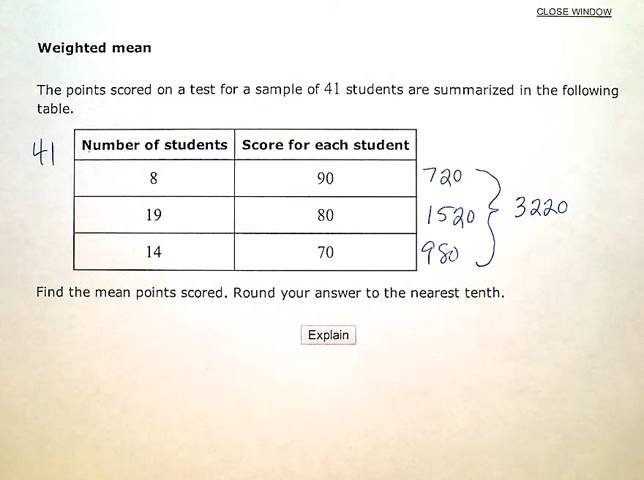 CLOSE WINDOW
Weighted mean
The points scored on a test for a sample of 41 students are summarized in the following
table.
41
Number of students Score for each student
8 90 720
19 80 1520 3220
14 70 980
Find the mean points scored. Round your answer to the nearest tenth.
Explain